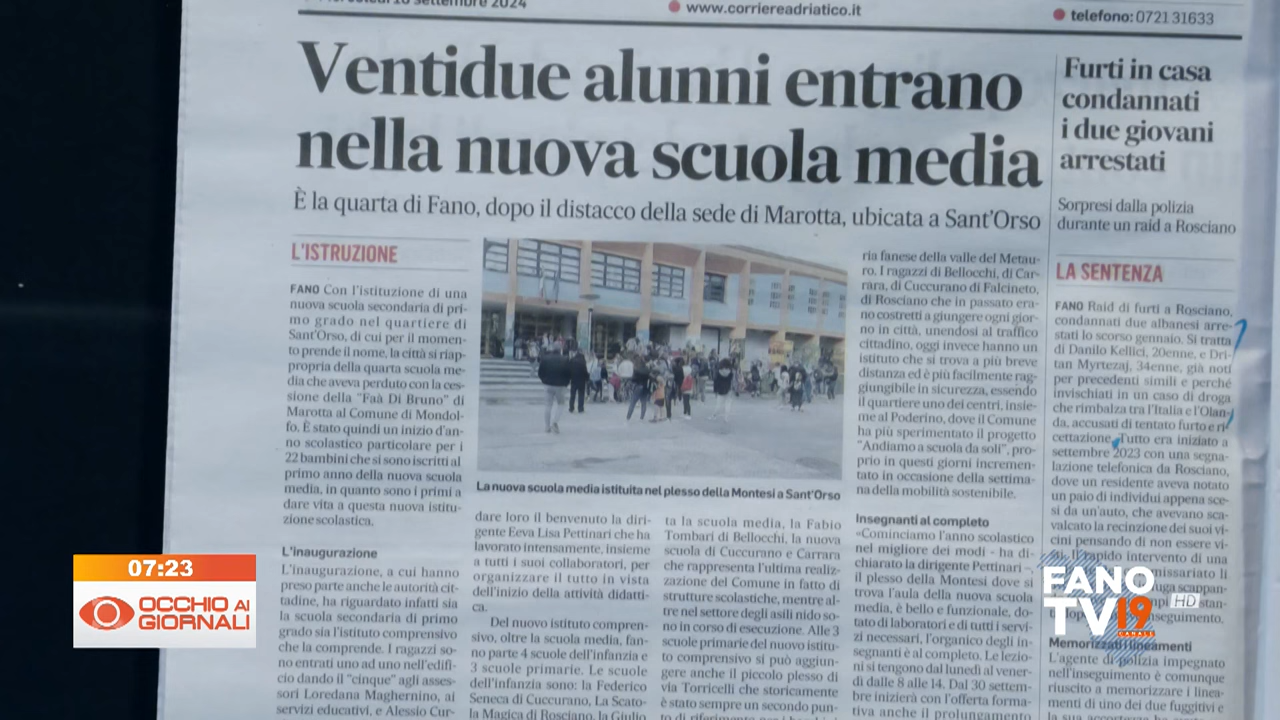 settembre 2024
www.corriereadriatico.it
telefono: 0721 31633
Ventidue alunni entrano
nella nuova scuola media
È la quarta di Fano, dopo il distacco della sede di Marotta, ubicata a Sant'Orso
L'ISTRUZIONE
FANO Con l'istituzione di una
nuova scuola secondaria di pri-
mo grado nel quartiere di
Sant'Orso, di cui per il momen-
to prende il nome, la città si riap-
propria della quarta scuola me-
dia che aveva perduto con la ces-
sione della "Faà Di Bruno" di
Marotta al Comune di Mondol-
fo. È stato quindi un inizio d'an-
no scolastico particolare per i
22 bambini che si sono iscritti al
primo anno della nuova scuola
media, in quanto sono i primi a
dare vita a questa nuova istitu-
zione scolastica.
L'inaugurazione
L'inaugurazione, a cui hanno
preso parte anche le autorità cit-
tadine, ha riguardato infatti sia
la scuola secondaria di primo
grado sia l'istituto comprensivo
che la comprende. I ragazzi so-
no entrati uno ad uno nell'edifi-
cio dando il "cinque" agli asses-
sori Loredana Maghernino, ai
servizi educativi, e Alessio Cur-
La nuova scuola media istituita nel plesso della Montesi a Sant'Orso
dare loro il benvenuto la diri-
gente Eeva Lisa Pettinari che ha
lavorato intensamente, insieme
a tutti i suoi collaboratori, per
organizzare il tutto in vista
dell'inizio della attività didatti-
ca.
Del nuovo istituto compren-
sivo, oltre la scuola media, fan-
no parte 4 scuole dell'infanzia e
3 scuole primarie. Le scuole
dell'infanzia sono: la Federico
Seneca di Cuccurano, La Scato-
la Magica di Rosciano, la Giulio
ta la scuola media, la Fabio
Tombari di Bellocchi, la nuova
scuola di Cuccurano e Carrara
che rappresenta l'ultima realiz-
zazione del Comune in fatto di
strutture scolastiche, mentre al-
tre nel settore degli asili nido so-
no in corso di esecuzione. Alle 3
scuole primarie del nuovo istitu-
to comprensivo si può aggiun-
gere anche il piccolo plesso di
via Torricelli che storicamente
è stato sempre un secondo pun-
to di riferimento per i bambini
ria fanese della valle del Metau-
ro. I ragazzi di Bellocchi, di Car-
rara, di Cuccurano di Falcineto,
di Rosciano che in passato era-
no costretti a giungere ogni gior-
no in città, unendosi al traffico
cittadino, oggi invece hanno un
istituto che si trova a più breve
distanza ed è più facilmente rag-
giungibile in sicurezza, essendo
il quartiere uno dei centri, insie-
me al Poderino, dove il Comune
ha più sperimentato il progetto
"Andiamo a scuola da soli", pro-
prio in questi giorni incremen-
tato in occasione della settima-
na della mobilità sostenibile.
Insegnanti al completo
«Cominciamo l'anno scolastico
nel migliore dei modi - ha di-
chiarato la dirigente Pettinari -,
il plesso della Montesi dove si
trova l'aula della nuova scuola
media, è bello e funzionale, do-
tato di laboratori e di tutti i servi-
zi necessari, l'organico degli in-
segnanti è al completo. Le lezio-
ni si tengono dal lunedì al vener-
dì dalle 8 alle 14. Dal 30 settem-
bre inizierà con l'offerta forma-
tiva anche il prolungamento
Furti in casa
condannati
i due giovani
arrestati
Sorpresi dalla polizia
durante un raid a Rosciano
LA SENTENZA
FANO Raid di furti a Rosciano,
condannati due albanesi arre-
stati lo scorso gennaio. Si tratta
di Danilo Kellici, 20enne, e Dri-
tan Myrtezaj, 34enne, già noti
per precedenti simili e perché
invischiati in un caso di droga
che rimbalza tra l'Italia e l'Olan-
da, accusati di tentato furto e ri-
cettazione. Tutto era iniziato a
settembre 2023 con una segna-
lazione telefonica da Rosciano,
dove un residente aveva notato
un paio di individui appena sce-
si da un'auto, che avevano sca-
valcato la recinzione dei suoi vi-
cini pensando di non essere vi-
sti. Il rapido intervento di una
missariato li
scopan-
stan-
inseguimento,
Memorizzati lineamenti
L'agente di polizia impegnato
nell'inseguimento è comunque
riuscito a memorizzare i linea-
menti di uno dei due fuggitivi e
07:23
OCCHIO AI
GIORNALI
FANO
TV19
CANALE
HD